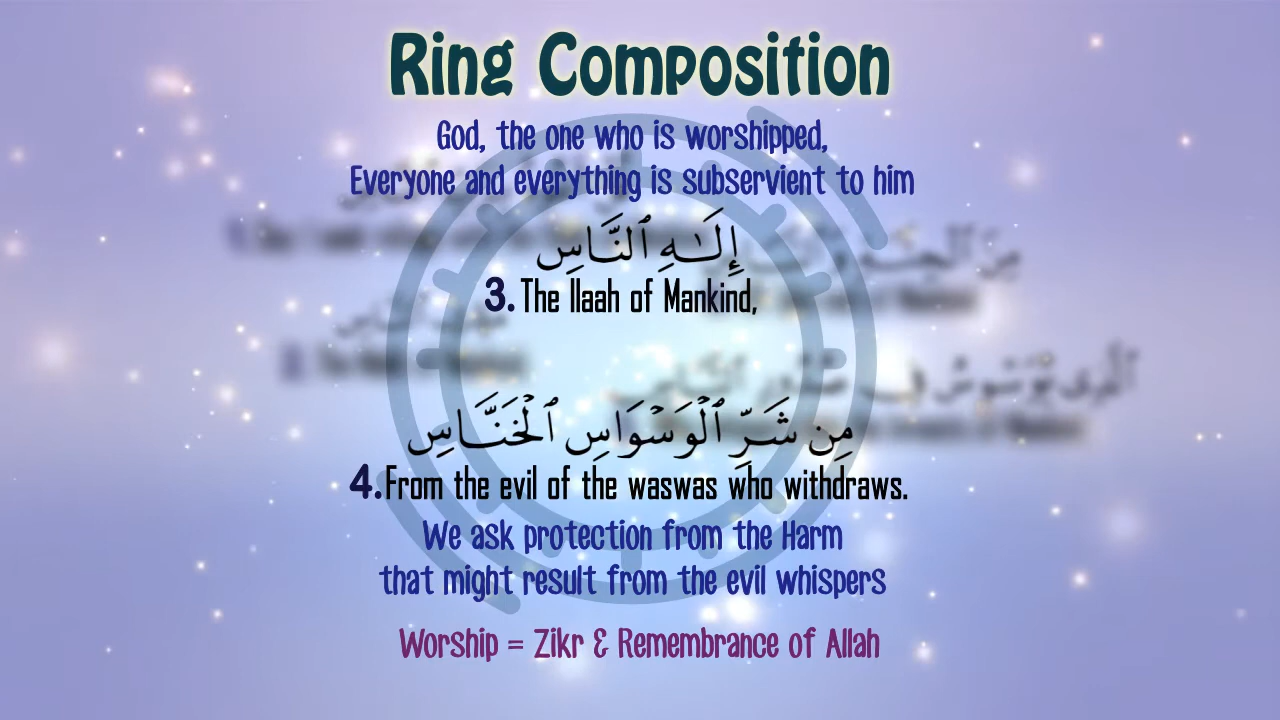 Ring Composition
God, the one who is worshipped,
Everyone and everything is subservient to him
إِلَـٰهِ ٱلنَّاسِ
3. The Ilaah of Mankind,
مِن شَرِّ ٱلْوَسْوَاسِ ٱلْخَنَّاسِ
4. From the evil of the waswas who withdraws.
We ask protection from the Harm
that might result from the evil whispers
Worship = Zikr & Remembrance of Allah